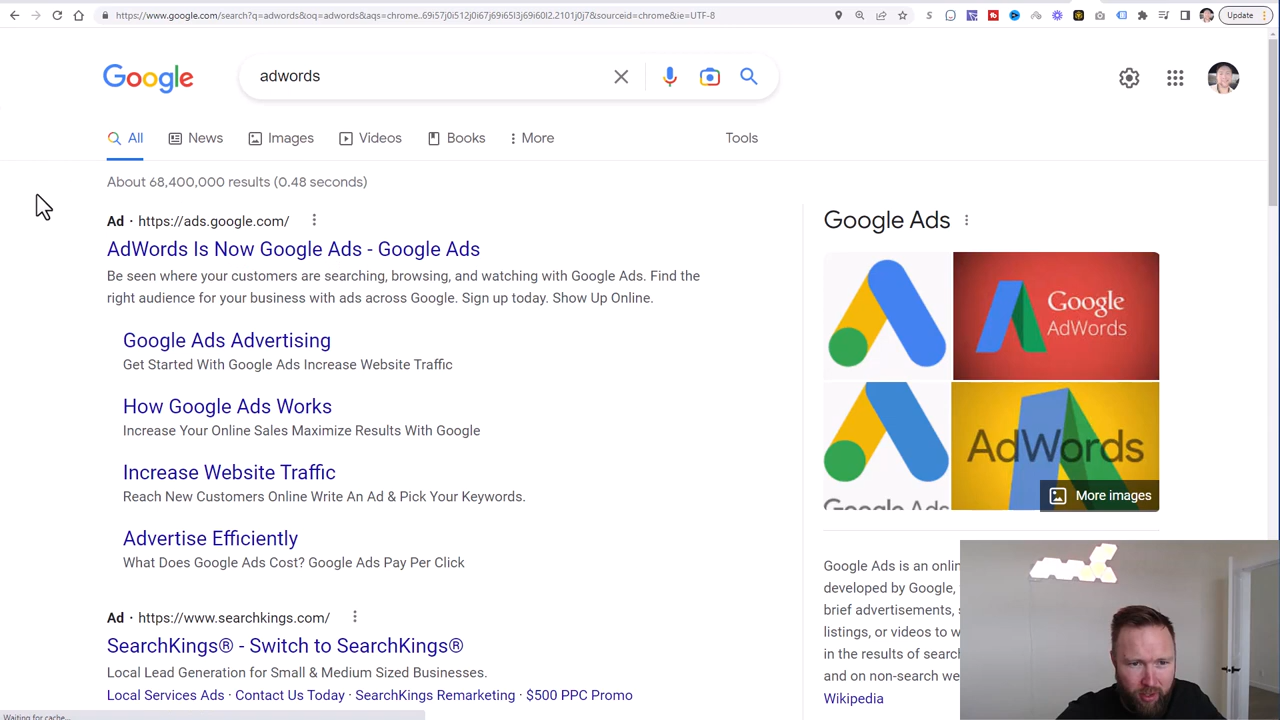 https://www.google.com/search?q=adwords&oq=adwords&aqs=chrome..69i57j0i512j0i67j69i65l3j69i60l2.2101j0j7&sourceid=chrome&ie=UTF-8
Update
Google
adwords
All
News
Images
Videos
Books
More
Tools
About 68,400,000 results (0.48 seconds)
Ad · https://ads.google.com/
AdWords Is Now Google Ads - Google Ads
Be seen where your customers are searching, browsing, and watching with Google Ads. Find the
right audience for your business with ads across Google. Sign up today. Show Up Online.
Google Ads Advertising
Get Started With Google Ads Increase Website Traffic
How Google Ads Works
Increase Your Online Sales Maximize Results With Google
Increase Website Traffic
Reach New Customers Online Write An Ad & Pick Your Keywords.
Advertise Efficiently
What Does Google Ads Cost? Google Ads Pay Per Click
Ad · https://www.searchkings.com/
SearchKings® - Switch to SearchKings®
Local Lead Generation for Small & Medium Sized Businesses.
Local Services Ads · Contact Us Today · SearchKings Remarketing · $500 PPC Promo
Waiting for cache...
Google Ads
Google
AdWords
Google Ads
AdWords
More images
Google Ads is an onlin
developed by Google,
brief advertisements, s
listings, or videos to w
in the results of search
and on non-search we
Wikipedia